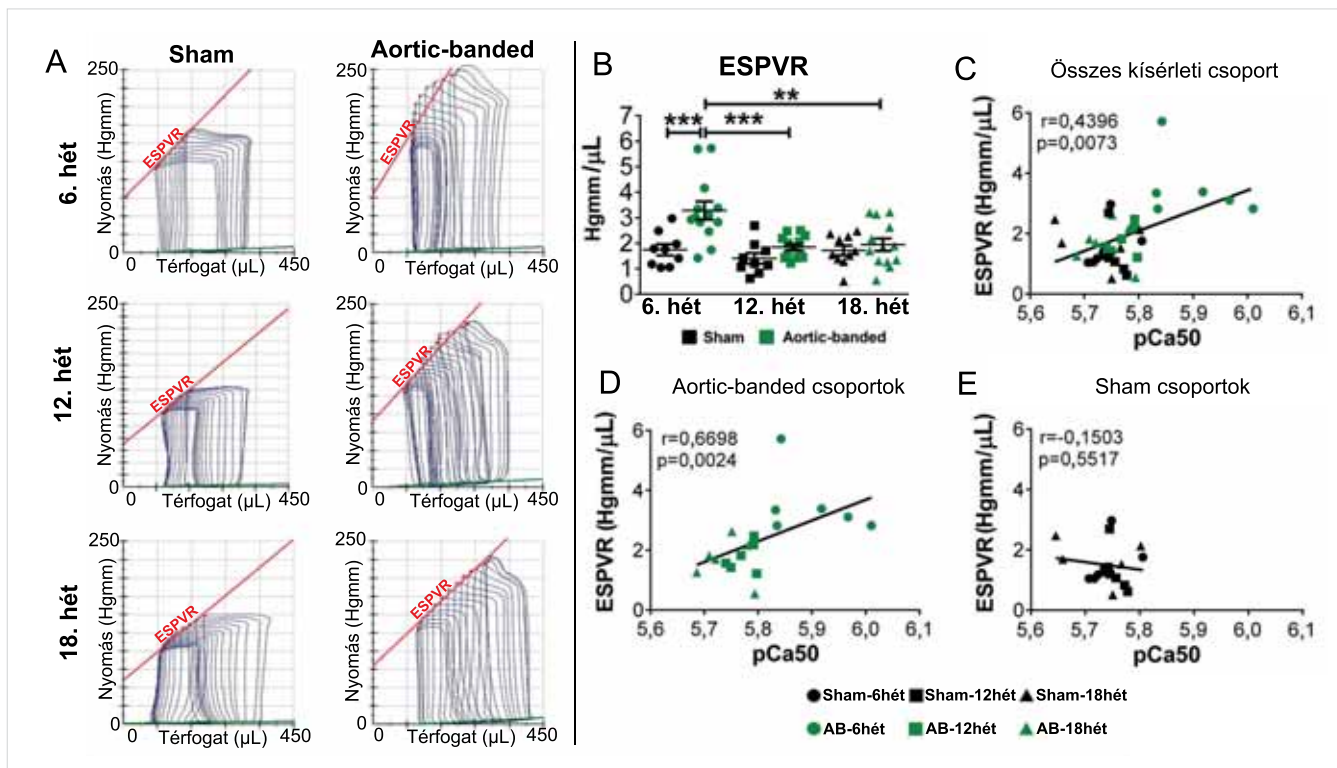 A
Sham
Aortic-banded
6. hét
Nyomás (Hgmm)
250
ESPVR
0
0
Térfogat (µL)
450
Nyomás (Hgmm)
250
ESPVR
0
0
Térfogat (µL)
450
12. hét
Nyomás (Hgmm)
250
ESPVR
0
0
Térfogat (µL)
450
Nyomás (Hgmm)
250
ESPVR
0
0
Térfogat (µL)
450
18. hét
Nyomás (Hgmm)
250
ESPVR
0
0
Térfogat (µL)
450
Nyomás (Hgmm)
250
ESPVR
0
0
Térfogat (µL)
450
B
ESPVR
Hgmm/µL
7
6
5
4
3
2
1
0
***
***
**
6. hét 12. hét 18. hét
Sham Aortic-banded
C
Összes kísérleti csoport
ESPVR (Hgmm/µL)
6
4
2
0
r=0,4396
p=0,0073
5,6 5,7 5,8 5,9 6,0 6,1
pCa50
D
Aortic-banded csoportok
ESPVR (Hgmm/µL)
6
4
2
0
r=0,6698
p=0,0024
5,6 5,7 5,8 5,9 6,0 6,1
pCa50
E
Sham csoportok
ESPVR(Hgmm/µL)
6
4
2
0
r=-0,1503
p=0,5517
5,6 5,7 5,8 5,9 6,0 6,1
pCa50
Sham-6hét Sham-12hét Sham-18hét
AB-6hét AB-12hét AB-18hét